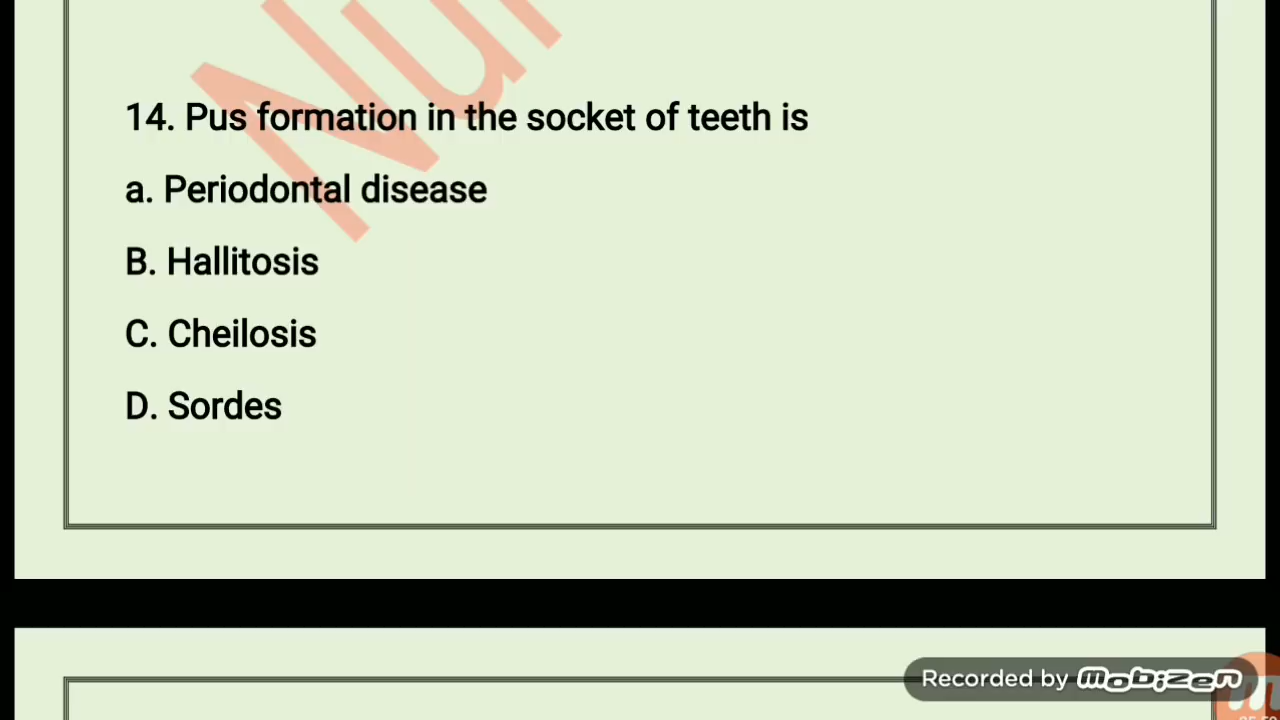 14. Pus formation in the socket of teeth is
a. Periodontal disease
B. Hallitosis
C. Cheilosis
D. Sordes
Recorded by Mobizen